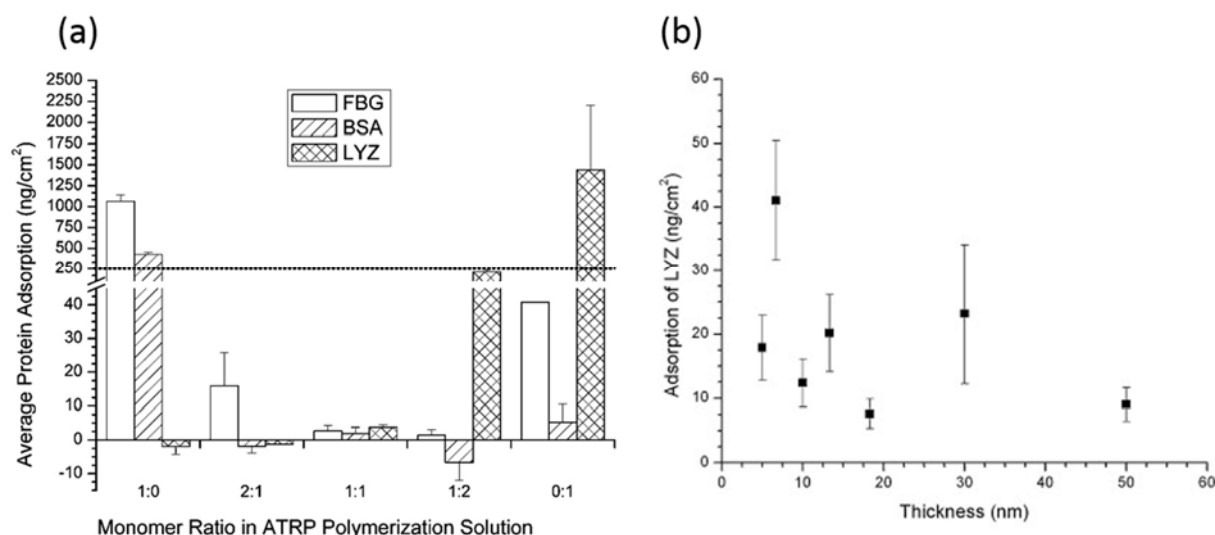 (a)
2500
2250
2000
1750
1500
1250
1000
750
500
250
40
30
20
10
0
-10
Average Protein Adsorption (ng/cm²)
FBG
BSA
LYZ
1:0 2:1 1:1 1:2 0:1
Monomer Ratio in ATRP Polymerization Solution
(b)
60
50
40
30
20
10
0
Adsorption of LYZ (ng/cm²)
0 10 20 30 40 50 60
Thickness (nm)